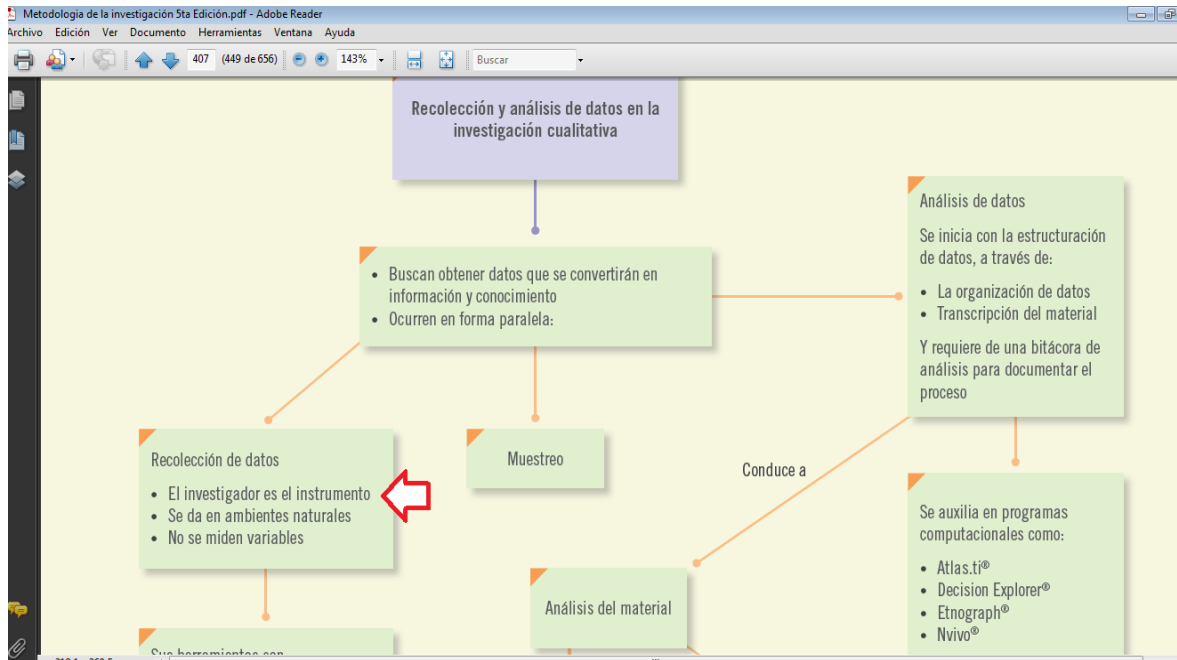 Metodologia de la investigación 5ta Edición.pdf - Adobe Reader
Archivo Edición Ver Documento Herramientas Ventana Ayuda
407 (449 de 656) 143% Buscar
Recolección y análisis de datos en la
investigación cualitativa
• Buscan obtener datos que se convertirán en
información y conocimiento
• Ocurren en forma paralela:
Análisis de datos
Se inicia con la estructuración
de datos, a través de:
• La organización de datos
• Transcripción del material
Y requiere de una bitácora de
análisis para documentar el
proceso
Recolección de datos
• El investigador es el instrumento
• Se da en ambientes naturales
• No se miden variables
Muestreo
Conduce a
Se auxilia en programas
computacionales como:
• Atlas.ti®
• Decision Explorer®
• Etnograph®
• Nvivo®
Análisis del material
Sus herramientas son